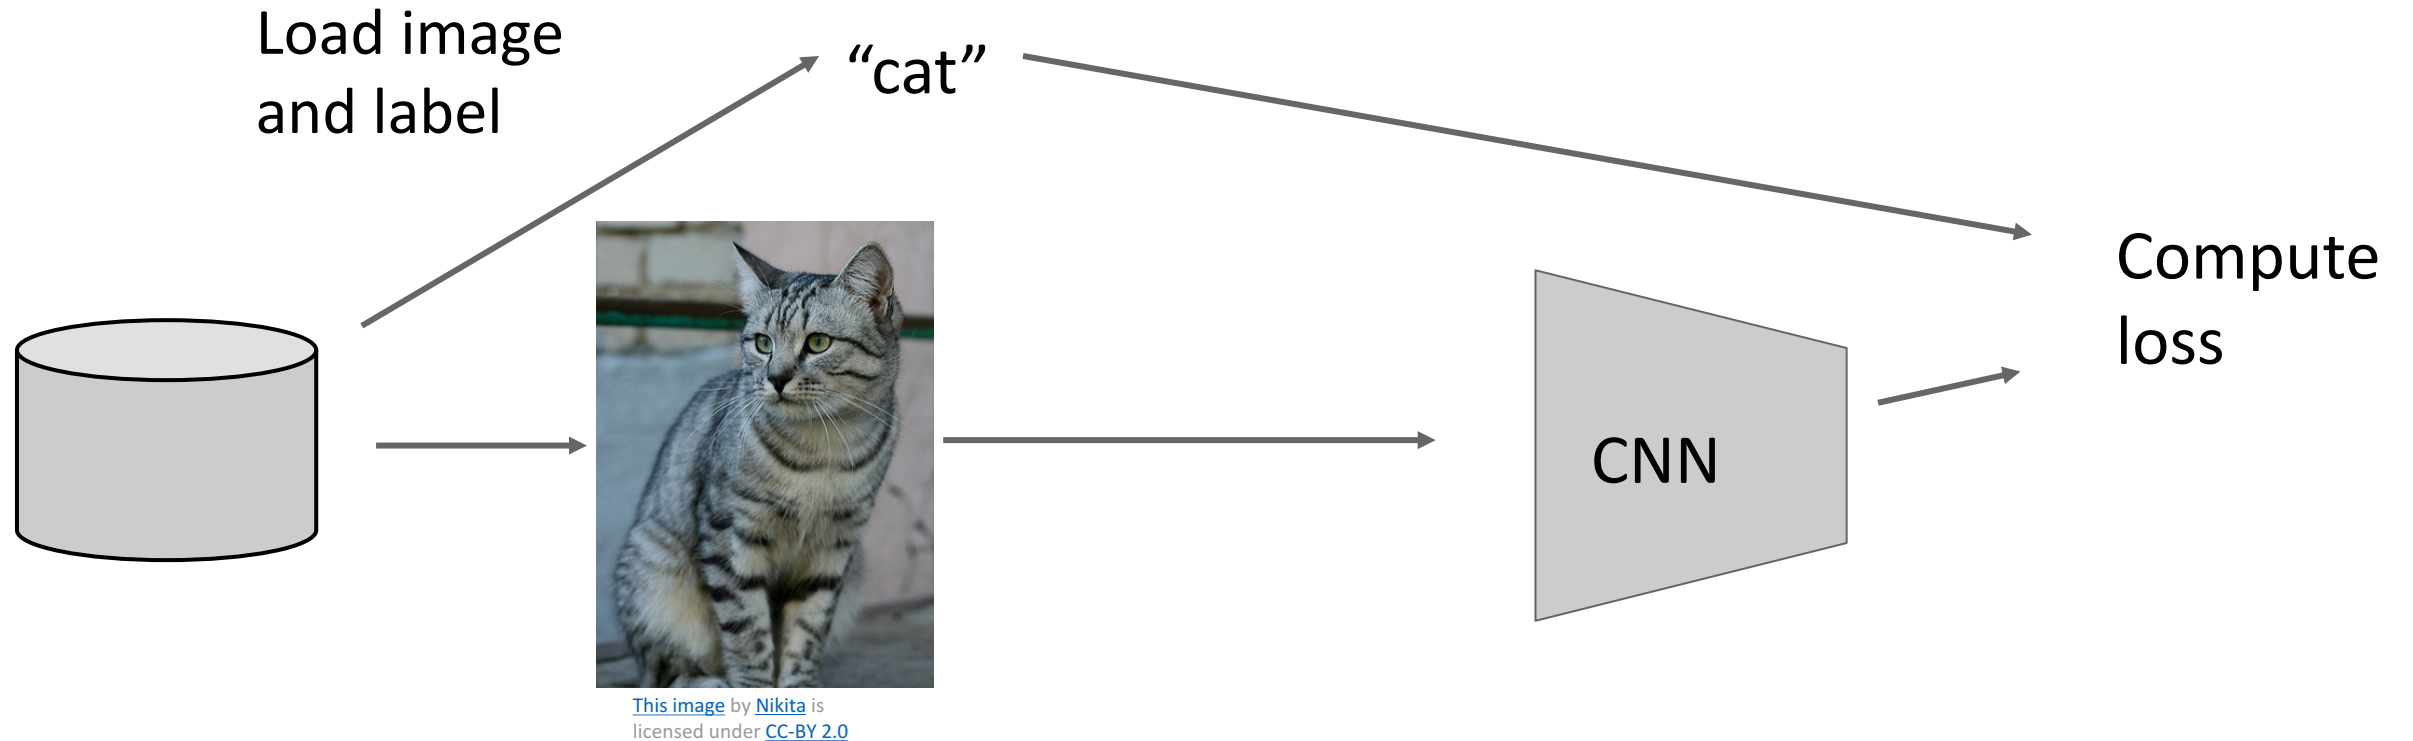 Load image
and label
“cat”
Compute
loss
CNN
This image by Nikita is
licensed under CC-BY 2.0